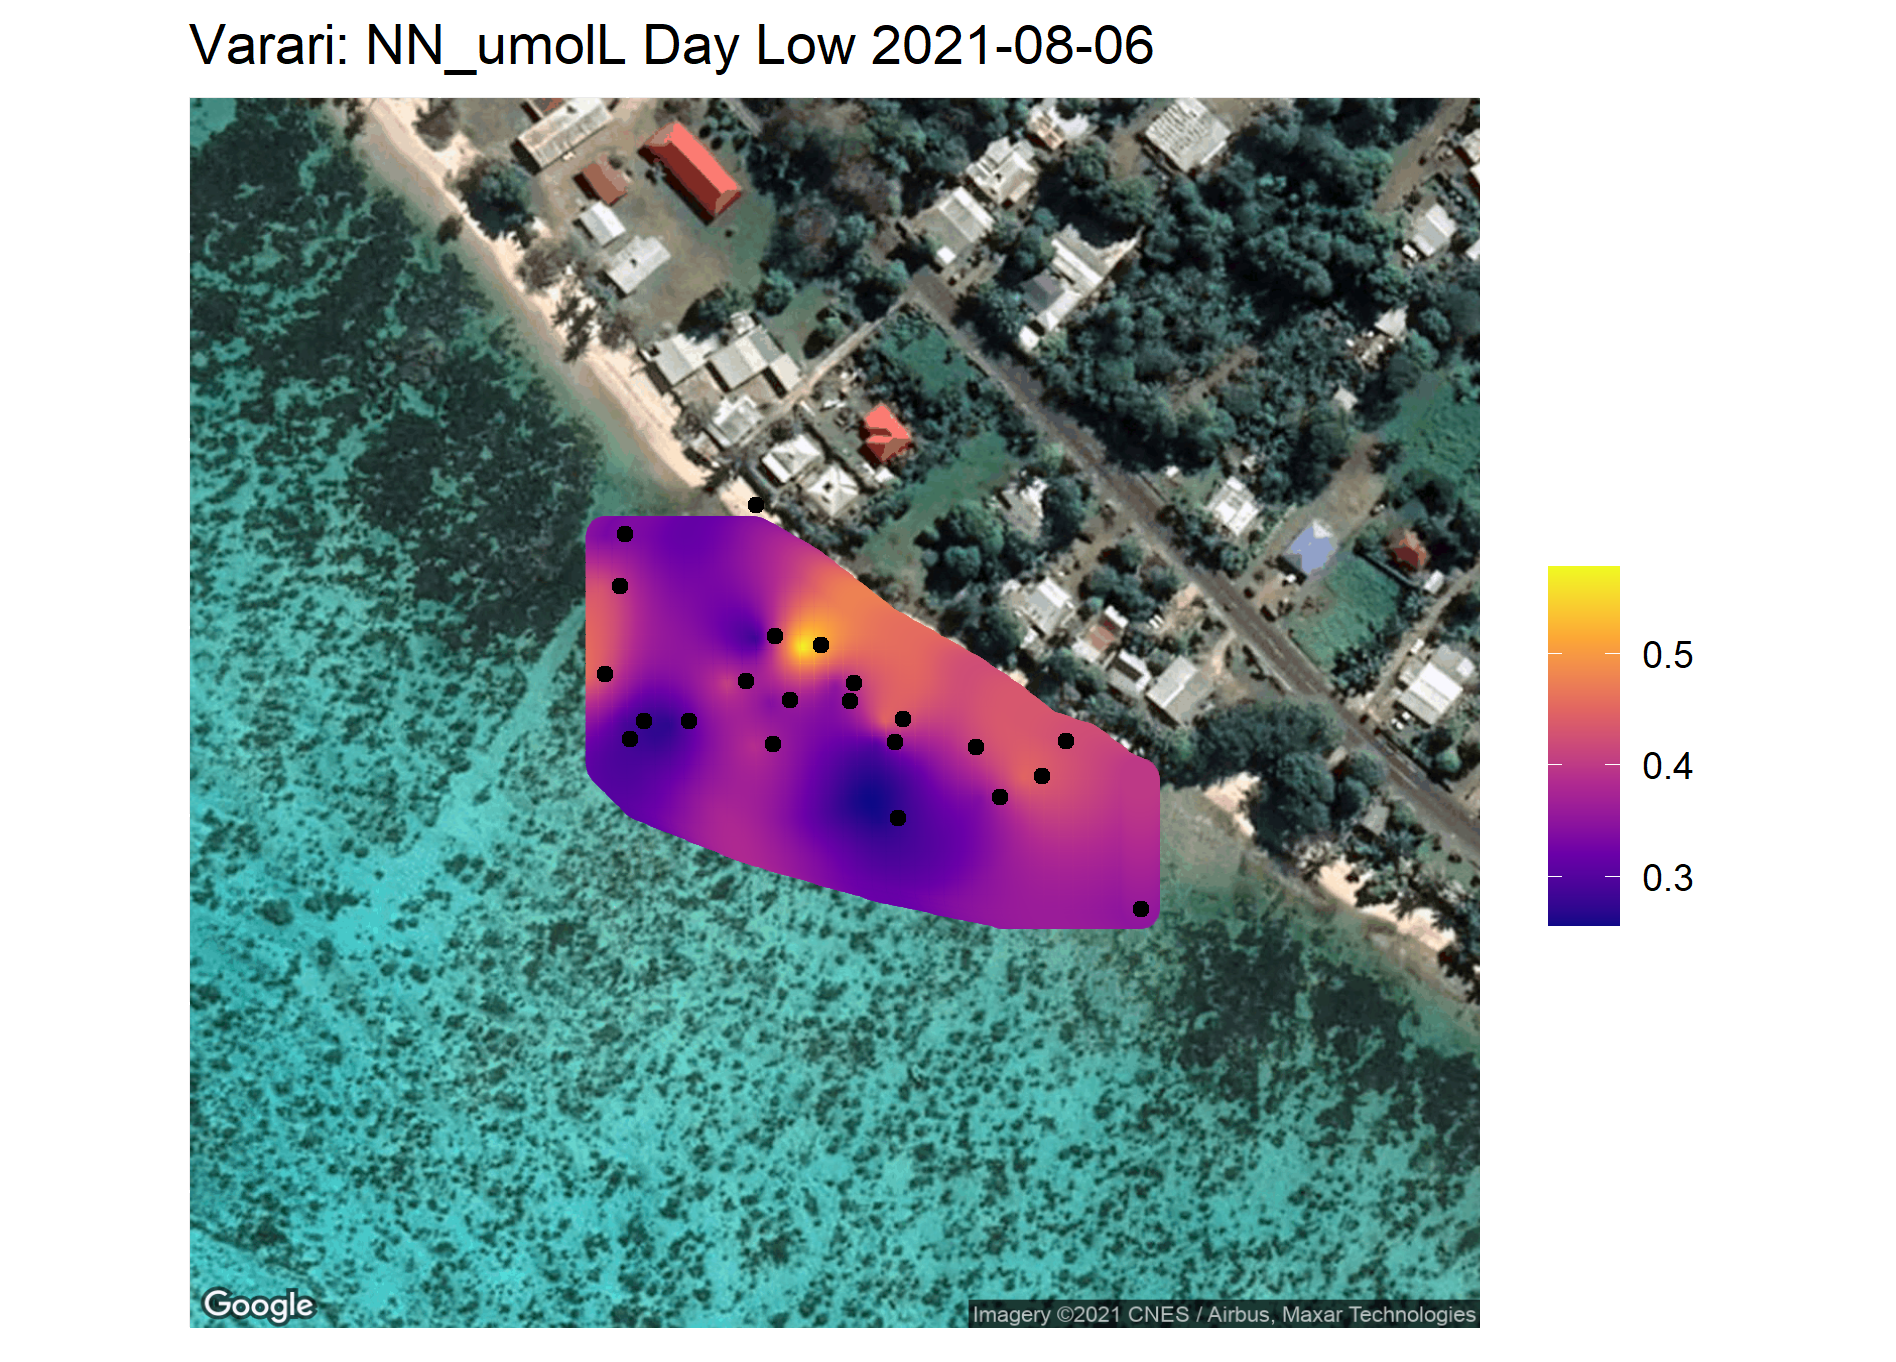 Varari: NN_umolL Day Low 2021-08-06
0.5
0.4
0.3
Google
Imagery ©2021 CNES / Airbus, Maxar Technologies